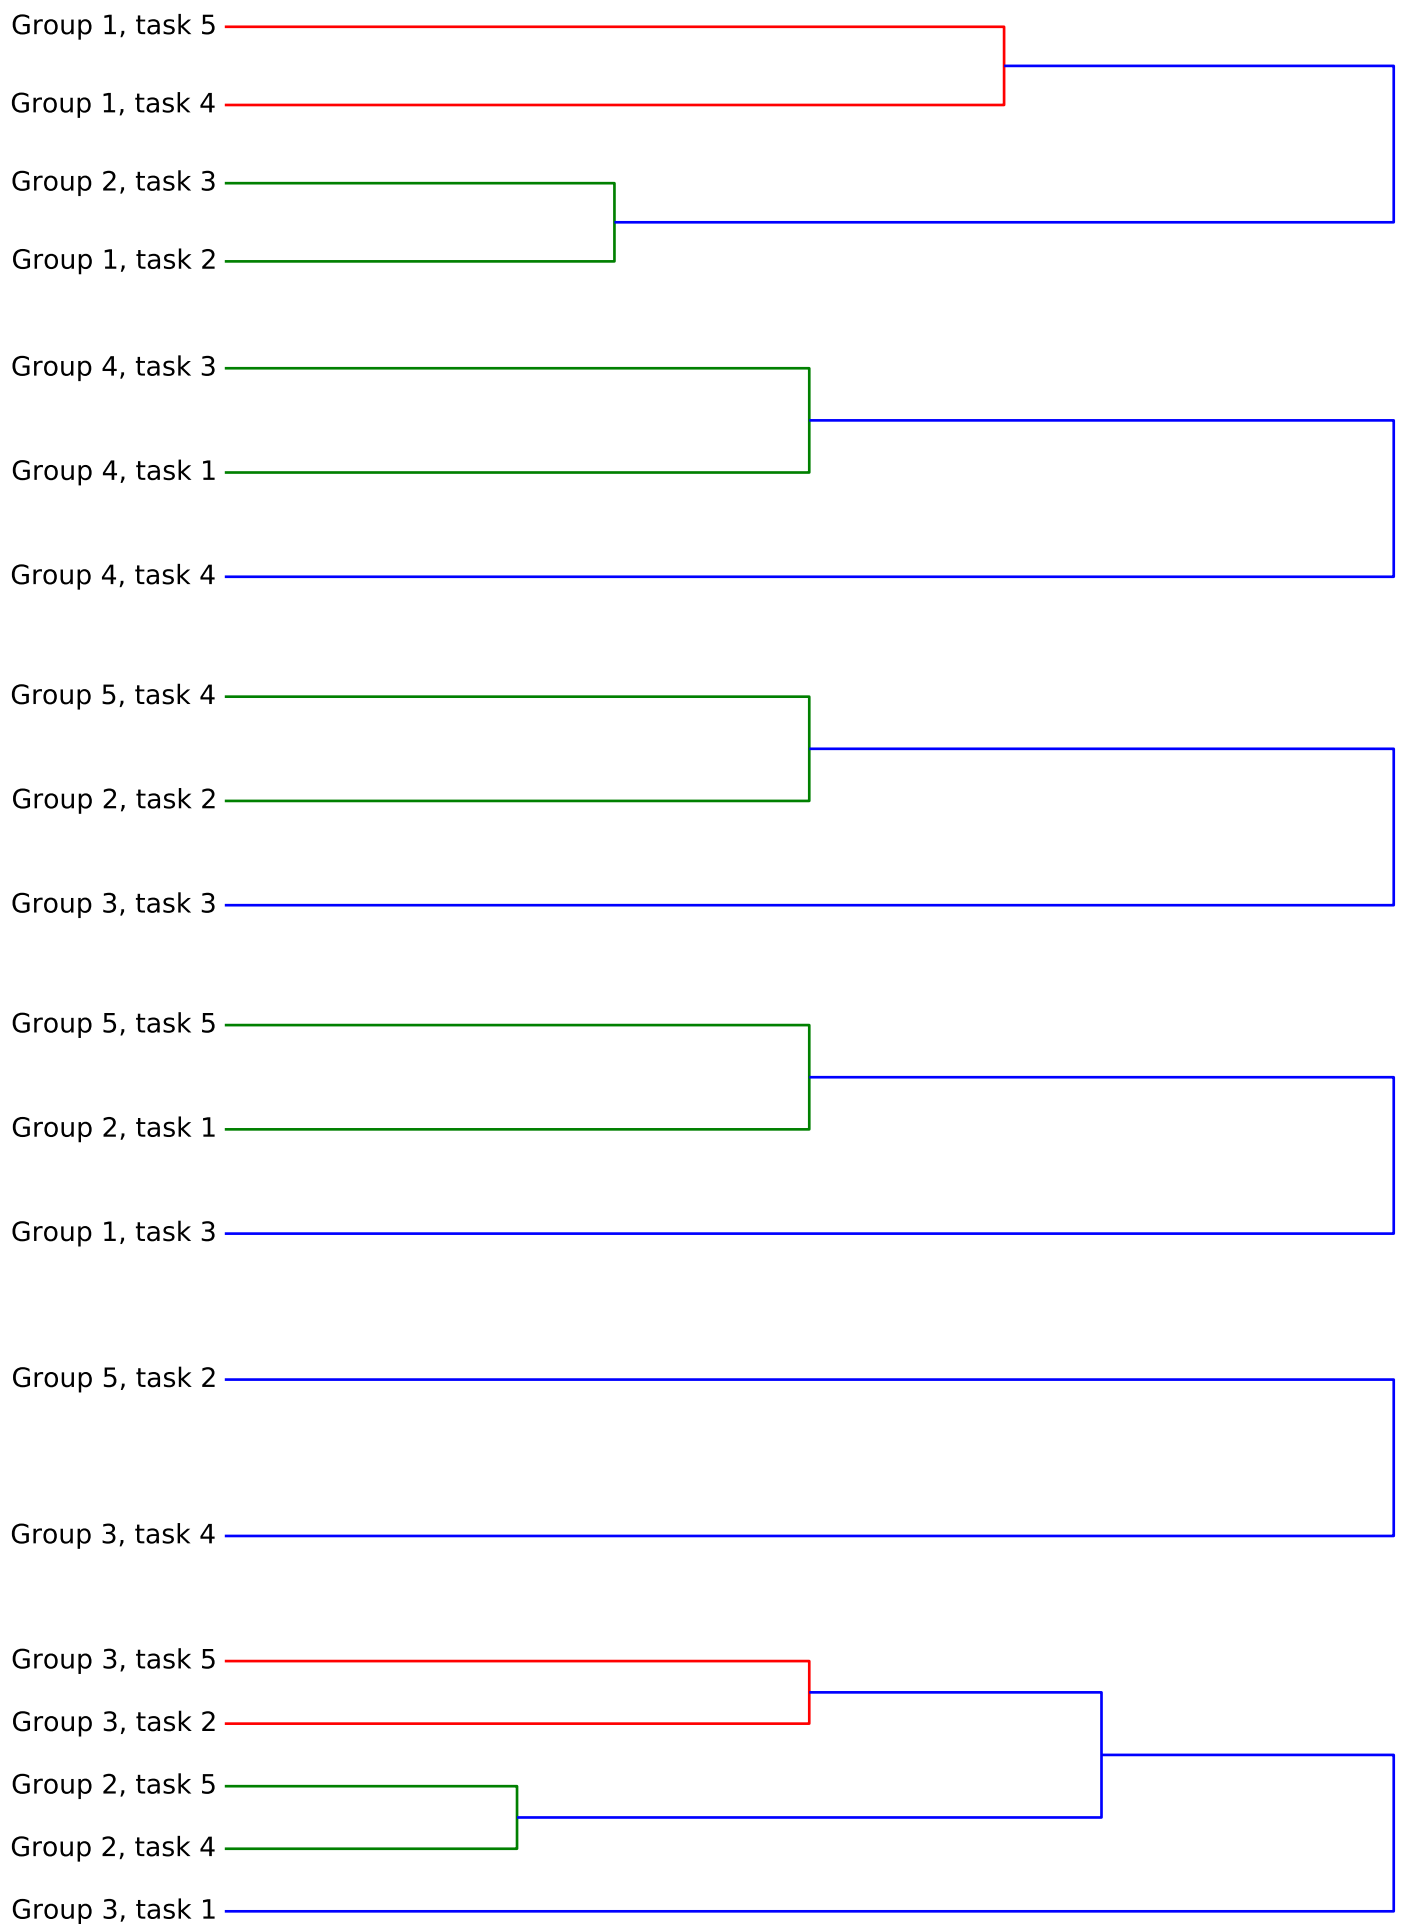 Group 1, task 5
Group 1, task 4
Group 2, task 3
Group 1, task 2
Group 4, task 3
Group 4, task 1
Group 4, task 4
Group 5, task 4
Group 2, task 2
Group 3, task 3
Group 5, task 5
Group 2, task 1
Group 1, task 3
Group 5, task 2
Group 3, task 4
Group 3, task 5
Group 3, task 2
Group 2, task 5
Group 2, task 4
Group 3, task 1